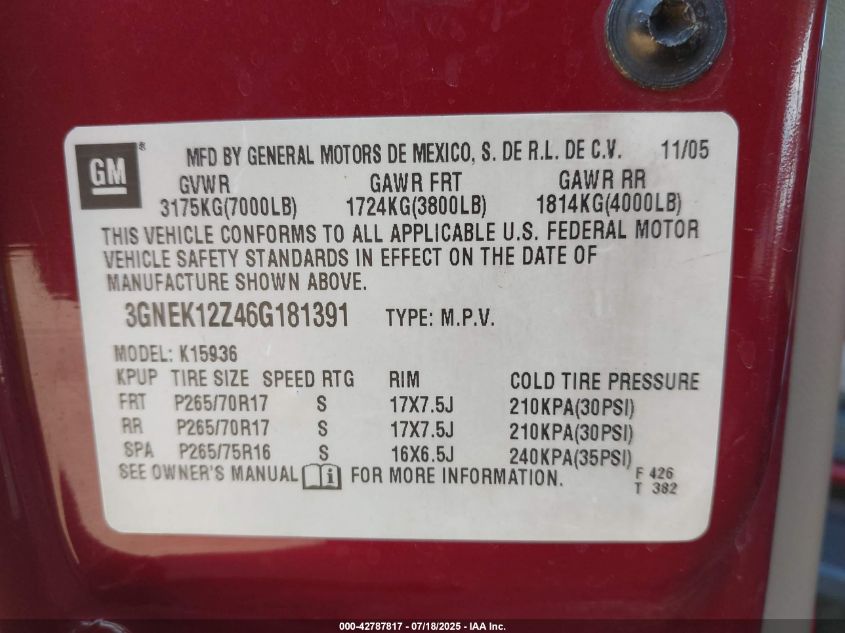 GM ® MFD BY GENERAL MOTORS DE MEXICO, S. DE R.L. DE C.V. 11/05
GVWR GAWR FRT GAWR RR
3175KG(7000LB) 1724KG(3800LB) 1814KG(4000LB)
THIS VEHICLE CONFORMS TO ALL APPLICABLE U.S. FEDERAL MOTOR
VEHICLE SAFETY STANDARDS IN EFFECT ON THE DATE OF
MANUFACTURE SHOWN ABOVE.
3GNEK12Z46G181391 TYPE: M.P.V.
MODEL: K15936
KPUP TIRE SIZE SPEED RTG RIM COLD TIRE PRESSURE
FRT P265/70R17 S 17X7.5J 210KPA(30PSI)
RR P265/70R17 S 17X7.5J 210KPA(30PSI)
SPA P265/75R16 S 16X6.5J 240KPA(35PSI)
SEE OWNER'S MANUAL i FOR MORE INFORMATION.
F 426
T 382
000-42787817 - 07/18/2025 - IAA Inc.